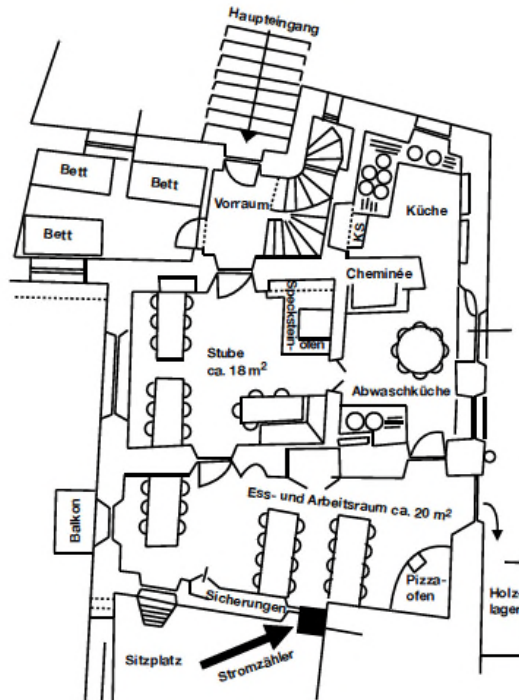 Haupteingang
Bett
Bett
Bett
Vorraum
Küche
KS
Cheminée
Speckstein-
ofen
Stube
ca. 18 m²
Abwaschküche
Ess- und Arbeitsraum ca. 20 m²
Balkon
Pizza-
ofen
Sicherungen
Sitzplatz
Stromzähler
lager